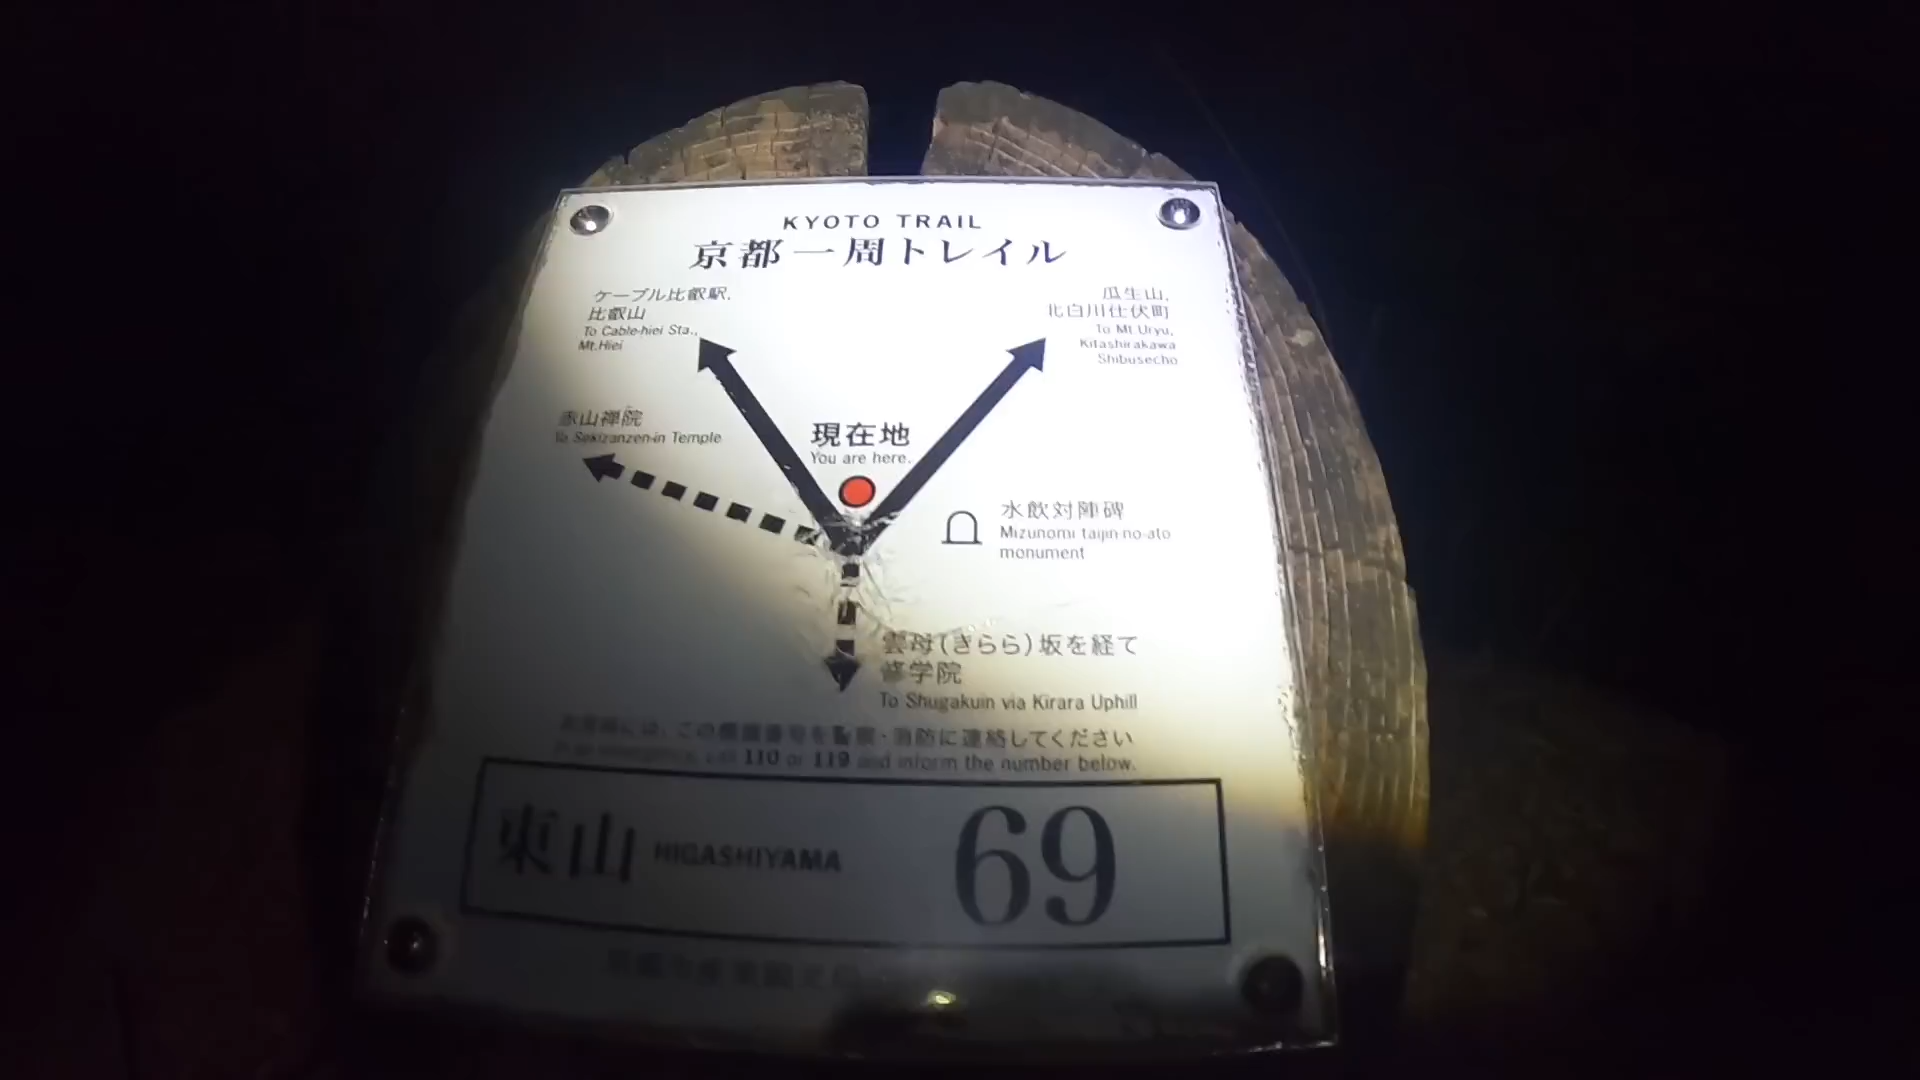 KYOTO TRAIL
京都一周トレイル
ケーブル比叡駅,
比叡山
To Cable-hiei Sta.,
Mt.Hiei
瓜生山,
北白川仕伏町
To Mt.Uryu,
Kitashirakawa
Shibusecho
赤山禅院
To Sekizanzen-in Temple
現在地
You are here.
水飲対陣碑
Mizunomi taijin-no-ato
monument
雲母(きらら)坂を経て
修学院
To Shugakuin via Kirara Uphill
には、この標識番号を警察・消防に連絡してください
call 110 or 119 and inform the number below.
東山 HIGASHIYAMA 69